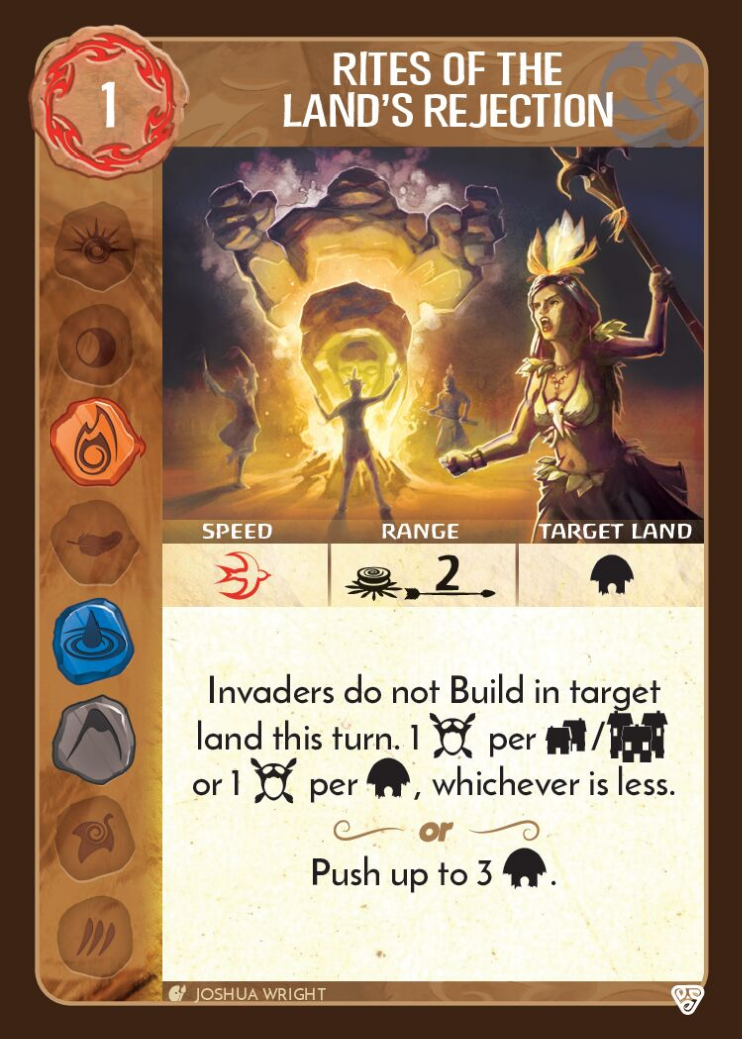 1
RITES OF THE
LAND'S REJECTION
SPEED RANGE TARGET LAND
2
Invaders do not Build in target
land this turn. 1 per /
or 1 per , whichever is less.
or
Push up to 3 .
JOSHUA WRIGHT